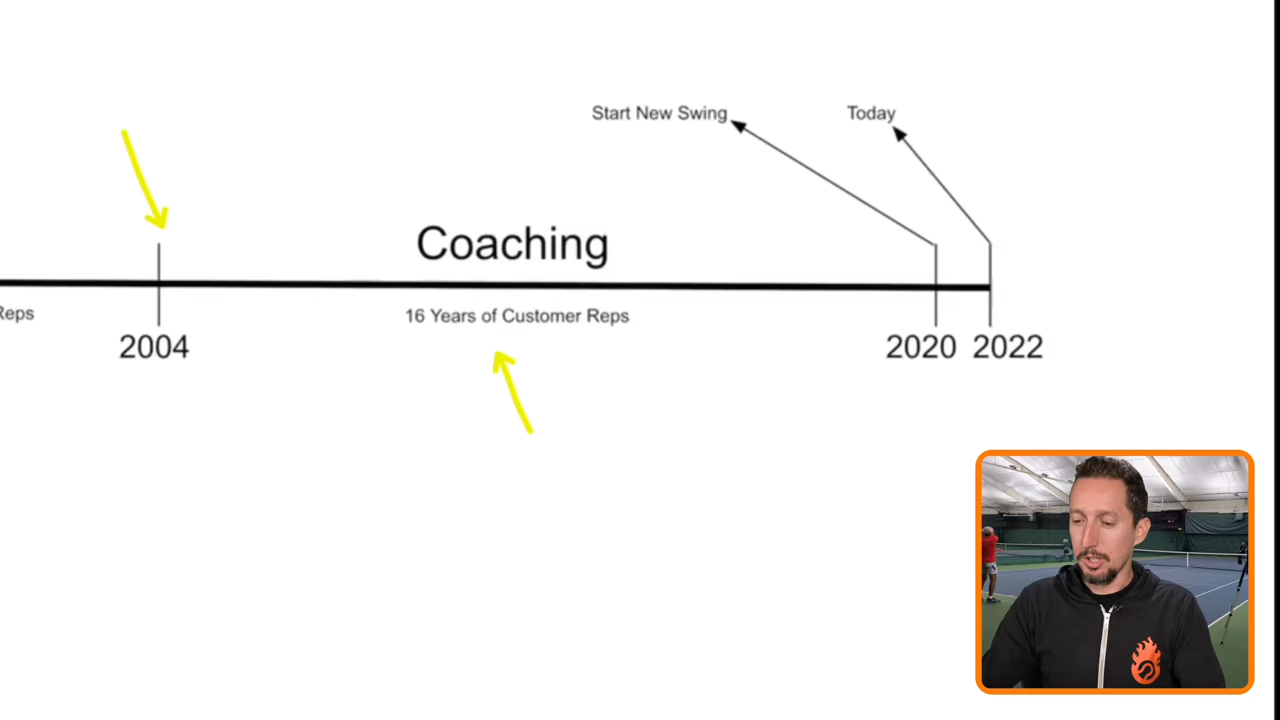 Start New Swing
Today
Coaching
Reps
16 Years of Customer Reps
2004
2020
2022